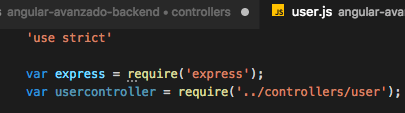 angular-avanzado-backend • controllers
JS user.js angular-avan
'use strict'
var express = require('express');
var usercontroller = require('../controllers/user');